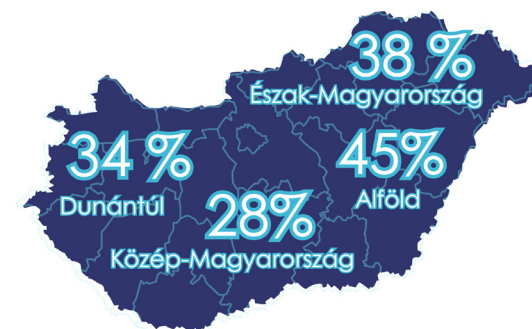 38 %
Észak-Magyarország
34 %
Dunántúl
45%
Alföld
28%
Közép-Magyarország